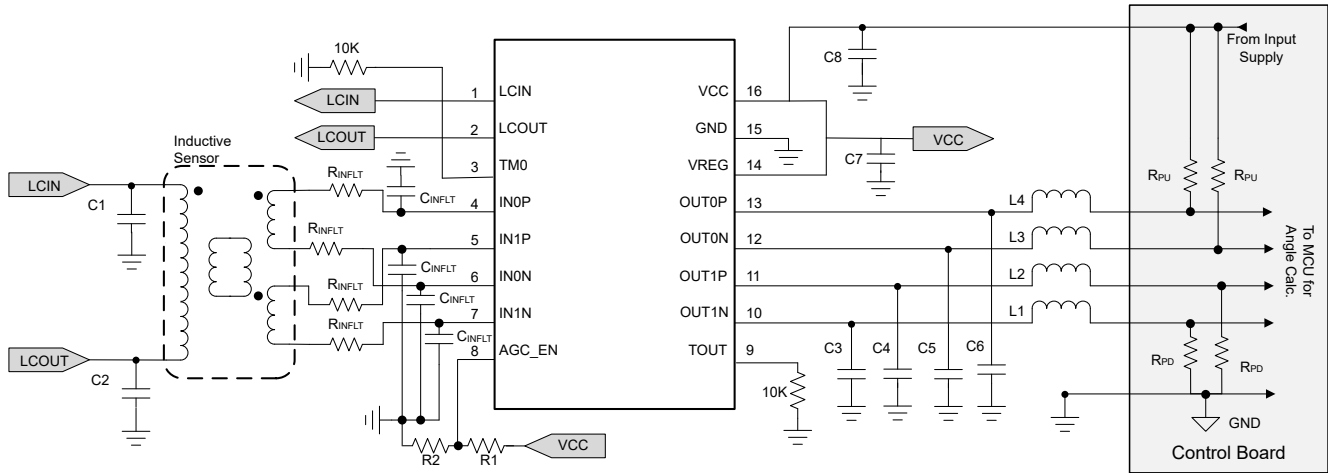 10K
LCIN
LCOUT
Inductive
Sensor
LCIN
C1
LCOUT
C2
RINFLT
RINFLT
RINFLT
RINFLT
CINFLT
CINFLT
CINFLT
CINFLT
1
2
3
4
5
6
7
8
LCIN
LCOUT
TM0
IN0P
IN1P
IN0N
IN1N
AGC_EN
R2
R1
VCC
VCC
GND
VREG
OUT0P
OUT0N
OUT1P
OUT1N
TOUT
16
15
14
13
12
11
10
9
10K
C8
C7
VCC
L4
L3
L2
L1
C3
C4
C5
C6
From Input
Supply
RPU
RPU
To MCU for
Angle Calc.
RPD
RPD
GND
Control Board